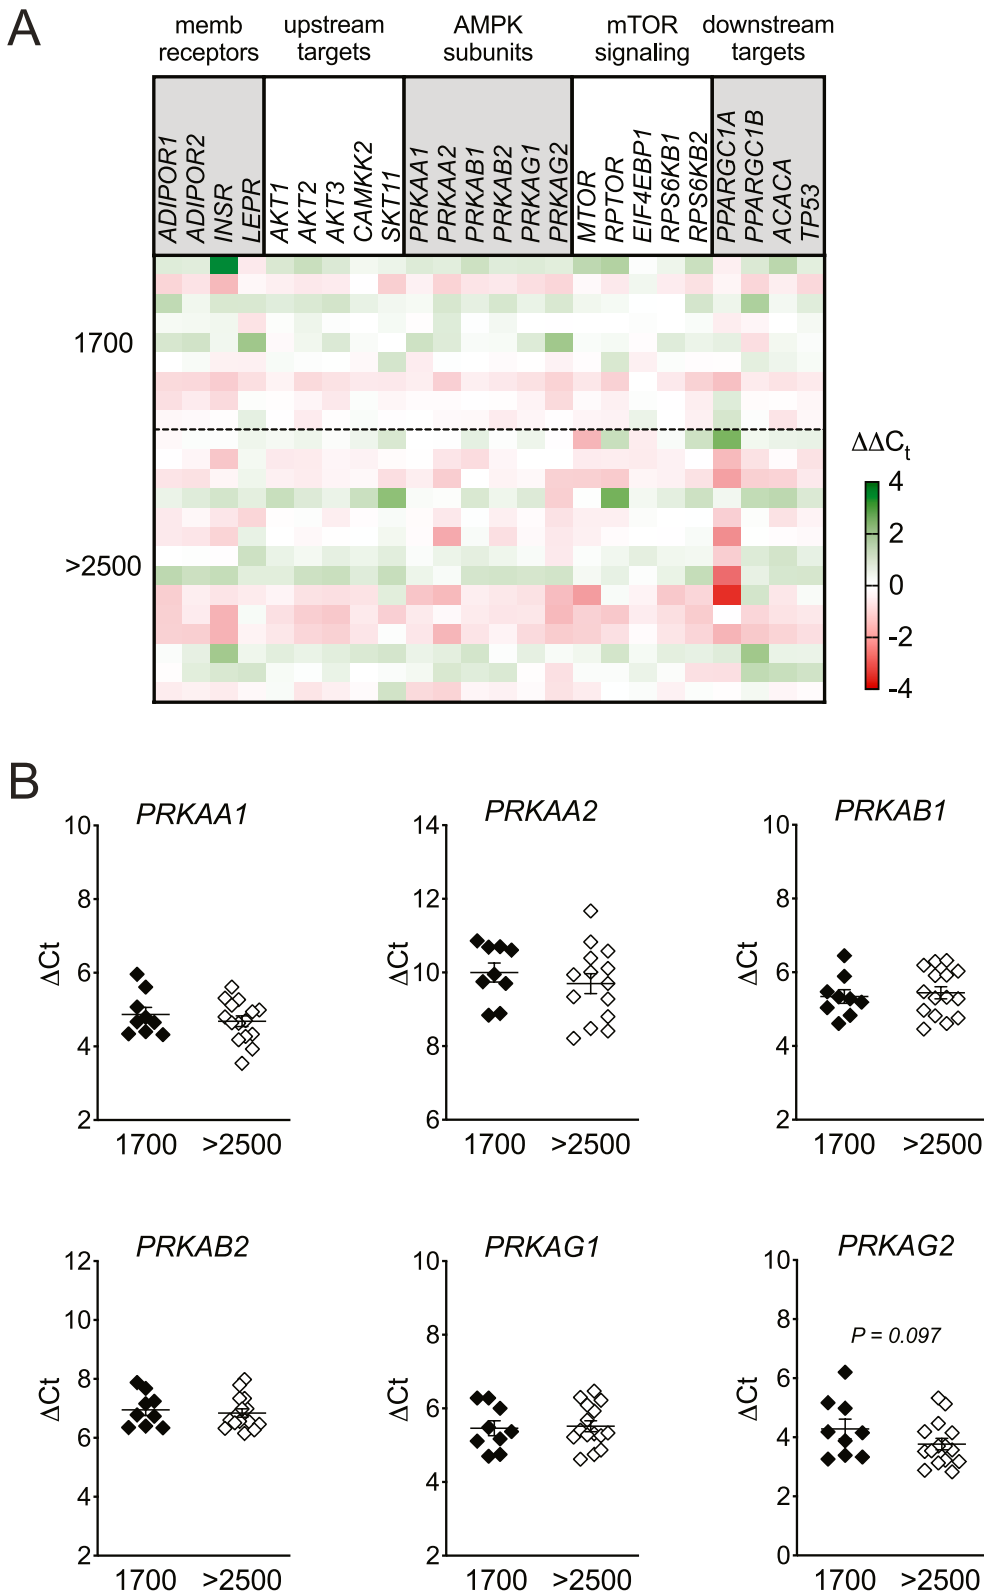 A
memb receptors
upstream targets
AMPK subunits
mTOR signaling
downstream targets
ADIPOR1
ADIPOR2
INSR
LEPR
AKT1
AKT2
AKT3
CAMKK2
SKT11
PRKAA1
PRKAA2
PRKAB1
PRKAB2
PRKAG1
PRKAG2
MTOR
RPTOR
EIF4EBP1
RPS6KB1
RPS6KB2
PPARGC1A
PPARGC1B
ACACA
TP53
1700
>2500
ΔΔCt
4
2
0
-2
-4
B
PRKAA1
10
8
6
4
2
ΔCt
1700 >2500
PRKAA2
14
12
10
8
6
ΔCt
1700 >2500
PRKAB1
10
8
6
4
2
ΔCt
1700 >2500
PRKAB2
12
10
8
6
4
2
ΔCt
1700 >2500
PRKAG1
10
8
6
4
2
ΔCt
1700 >2500
PRKAG2
10
8
6
4
2
0
ΔCt
P = 0.097
1700 >2500